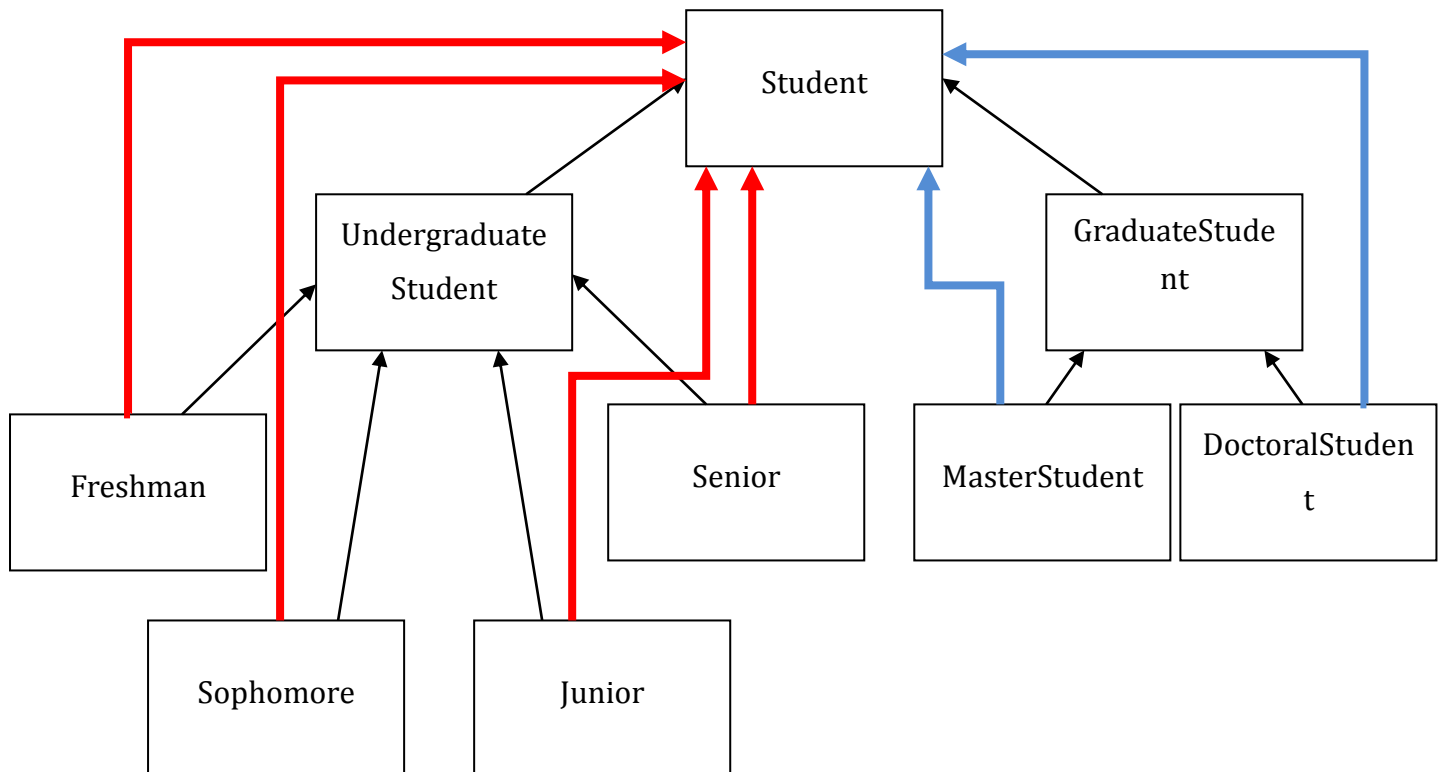 Student
Undergraduate
Student
GraduateStude
nt
Freshman
Senior
MasterStudent
DoctoralStuden
t
Sophomore
Junior